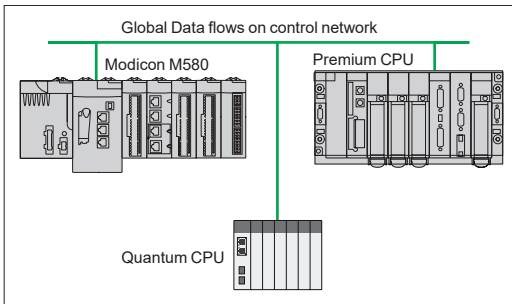 Global Data flows on control network
Modicon M580
Premium CPU
Quantum CPU